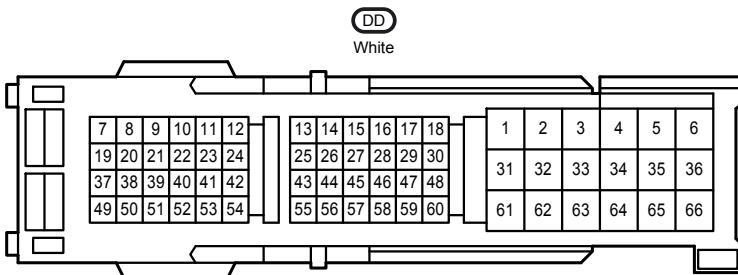 DD
White
7 8 9 10 11 12 13 14 15 16 17 18 1 2 3 4 5 6
19 20 21 22 23 24 25 26 27 28 29 30 31 32 33 34 35 36
37 38 39 40 41 42 43 44 45 46 47 48
49 50 51 52 53 54 55 56 57 58 59 60 61 62 63 64 65 66